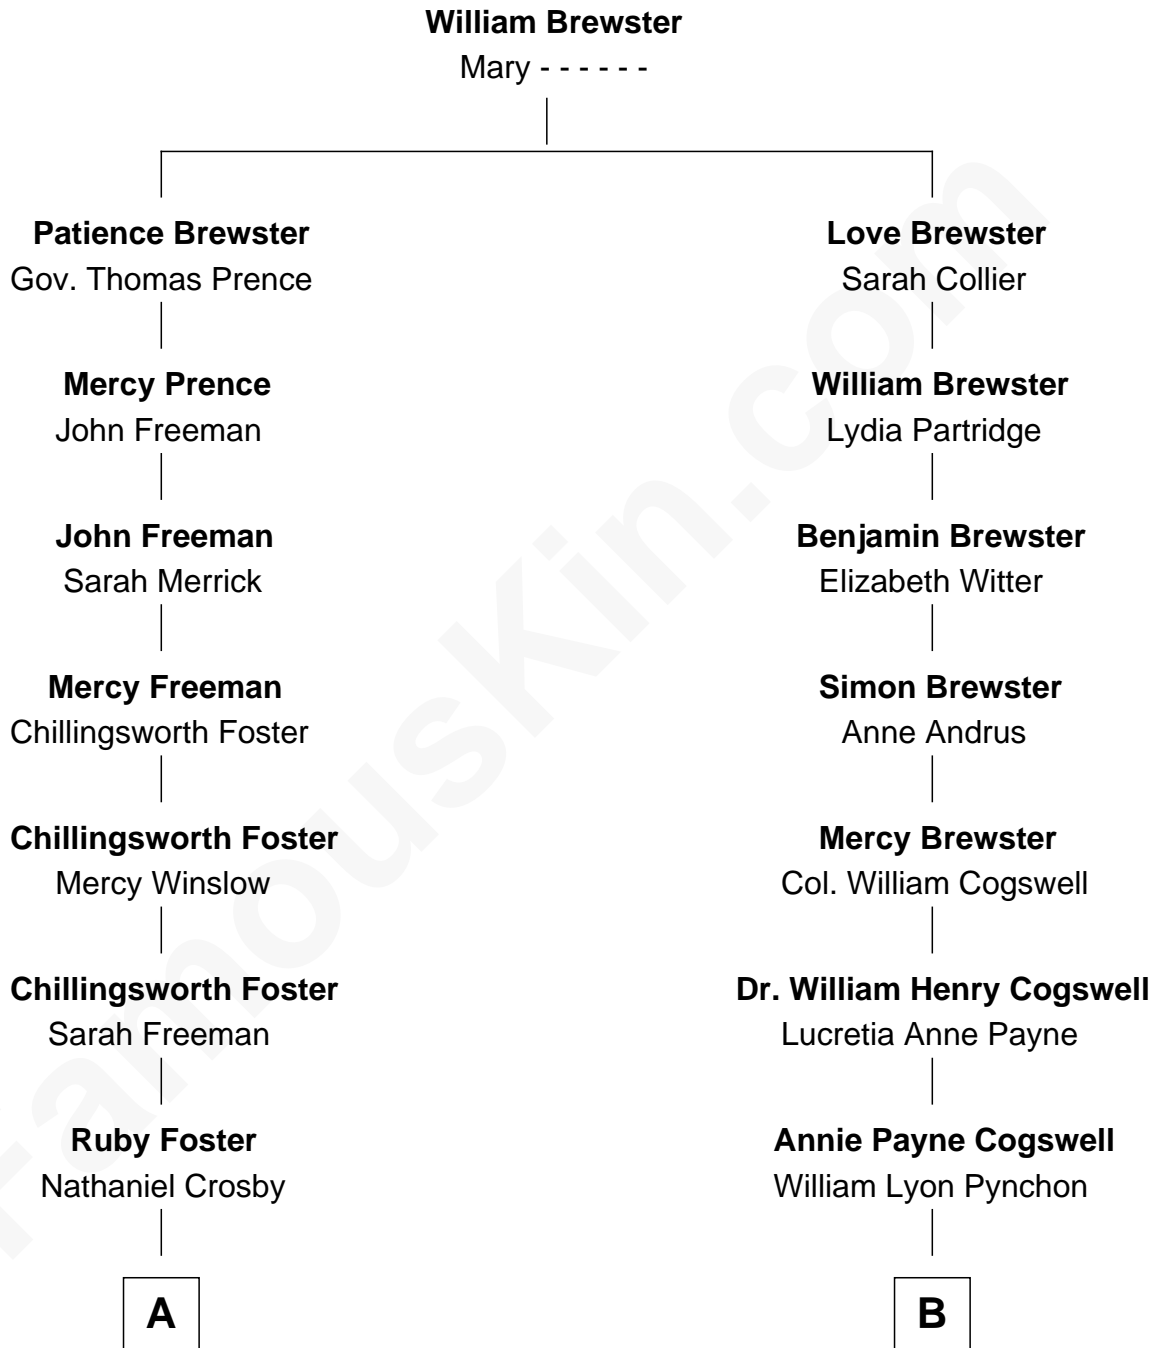 William Brewster
Mary - - - - - -
Patience Brewster
Gov. Thomas Prence
Love Brewster
Sarah Collier
Mercy Prence
John Freeman
William Brewster
Lydia Partridge
John Freeman
Sarah Merrick
Benjamin Brewster
Elizabeth Witter
Mercy Freeman
Chillingsworth Foster
Simon Brewster
Anne Andrus
Chillingsworth Foster
Mercy Winslow
Mercy Brewster
Col. William Cogswell
Chillingsworth Foster
Sarah Freeman
Dr. William Henry Cogswell
Lucretia Anne Payne
Ruby Foster
Nathaniel Crosby
Annie Payne Cogswell
William Lyon Pynchon
A
B
FamousKin.com